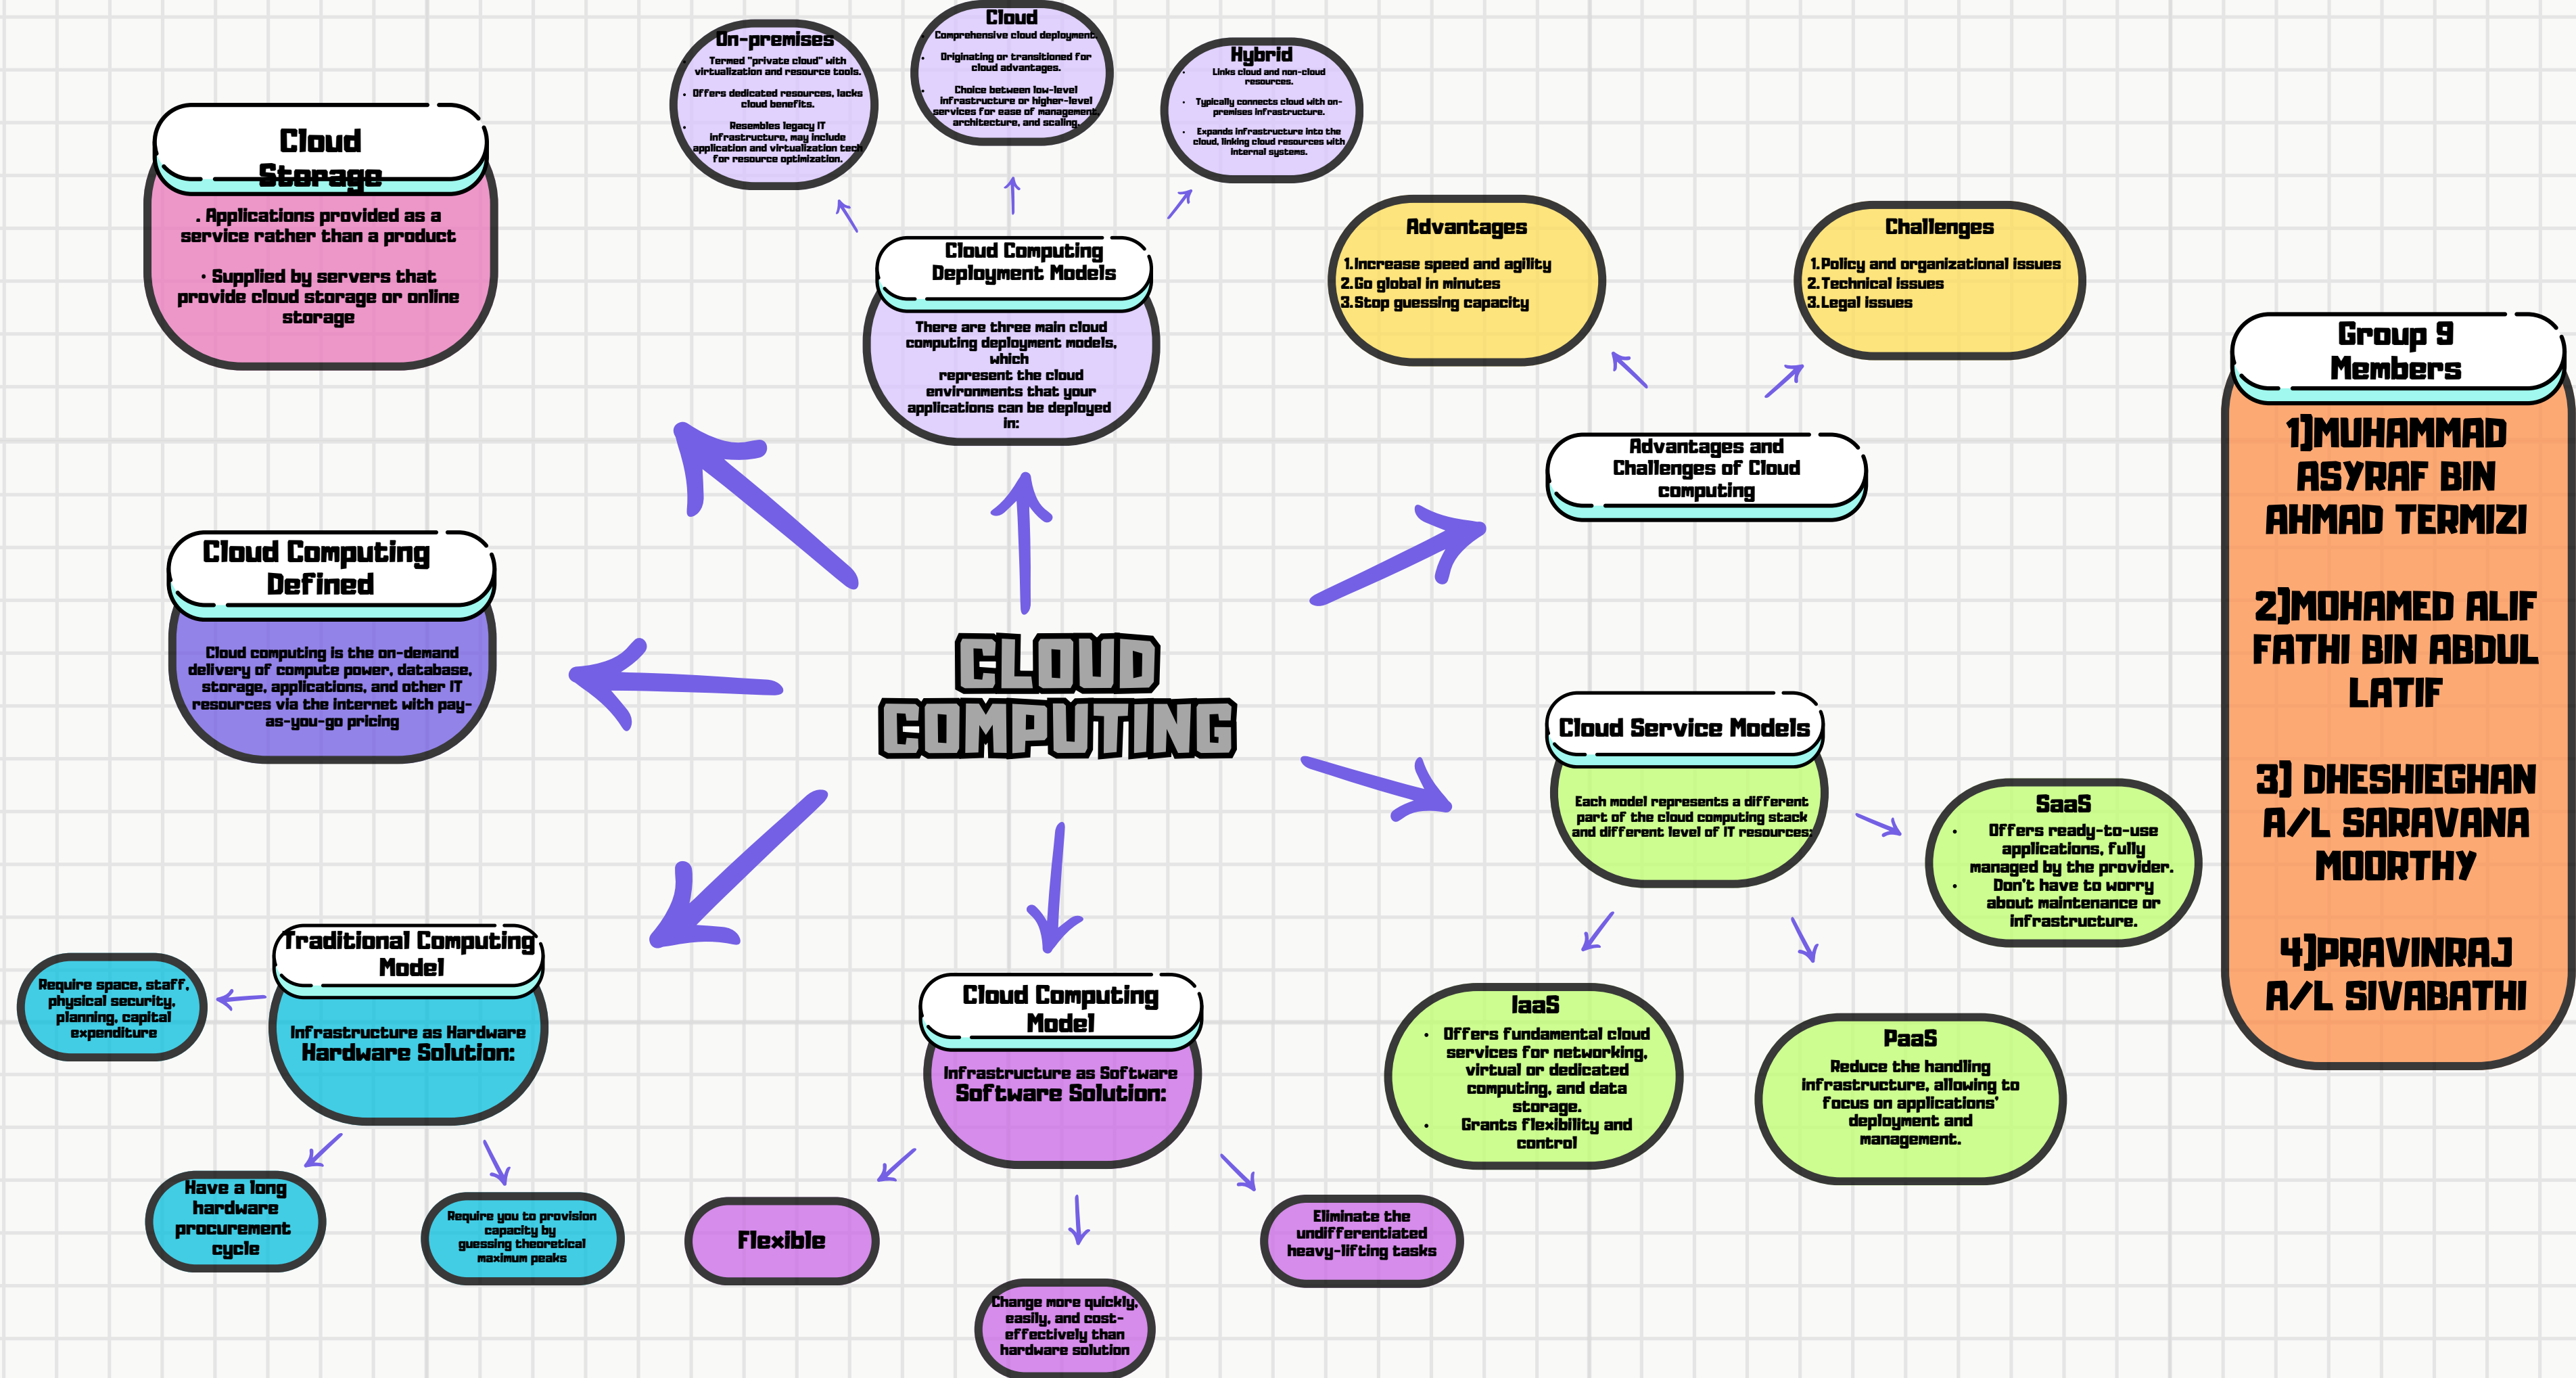 CLOUD
COMPUTING
Cloud
Storage
. Applications provided as a
service rather than a product
• Supplied by servers that
provide cloud storage or online
storage
On-premises
• Termed "private cloud" with
virtualization and resource tools.
• Offers dedicated resources, lacks
cloud benefits.
• Resembles legacy IT
infrastructure, may include
application and virtualization tech
for resource optimization.
Cloud
• Comprehensive cloud deployment.
• Originating or transitioned for
cloud advantages.
• Choice between low-level
infrastructure or higher-level
services for ease of management,
architecture, and scaling.
Hybrid
• Links cloud and non-cloud
resources.
• Typically connects cloud with on-
premises infrastructure.
• Expands infrastructure into the
cloud, linking cloud resources with
internal systems.
Cloud Computing
Deployment Models
There are three main cloud
computing deployment models,
which
represent the cloud
environments that your
applications can be deployed
in:
Advantages
1.Increase speed and agility
2.Go global in minutes
3.Stop guessing capacity
Challenges
1.Policy and organizational issues
2.Technical issues
3.Legal issues
Advantages and
Challenges of Cloud
computing
Group 9
Members
1)MUHAMMAD
ASYRAF BIN
AHMAD TERMIZI
2)MOHAMED ALIF
FATHI BIN ABDUL
LATIF
3) DHESHIEGHAN
A/L SARAVANA
MOORTHY
4)PRAVINRAJ
A/L SIVABATHI
Cloud Computing
Defined
Cloud computing is the on-demand
delivery of compute power, database,
storage, applications, and other IT
resources via the internet with pay-
as-you-go pricing
Cloud Service Models
Each model represents a different
part of the cloud computing stack
and different level of IT resources:
SaaS
• Offers ready-to-use
applications, fully
managed by the provider.
• Don't have to worry
about maintenance or
infrastructure.
IaaS
• Offers fundamental cloud
services for networking,
virtual or dedicated
computing, and data
storage.
• Grants flexibility and
control
PaaS
Reduce the handling
infrastructure, allowing to
focus on applications'
deployment and
management.
Traditional Computing
Model
Infrastructure as Hardware
Hardware Solution:
Require space, staff,
physical security,
planning, capital
expenditure
Have a long
hardware
procurement
cycle
Require you to provision
capacity by
guessing theoretical
maximum peaks
Cloud Computing
Model
Infrastructure as Software
Software Solution:
Flexible
Change more quickly,
easily, and cost-
effectively than
hardware solution
Eliminate the
undifferentiated
heavy-lifting tasks